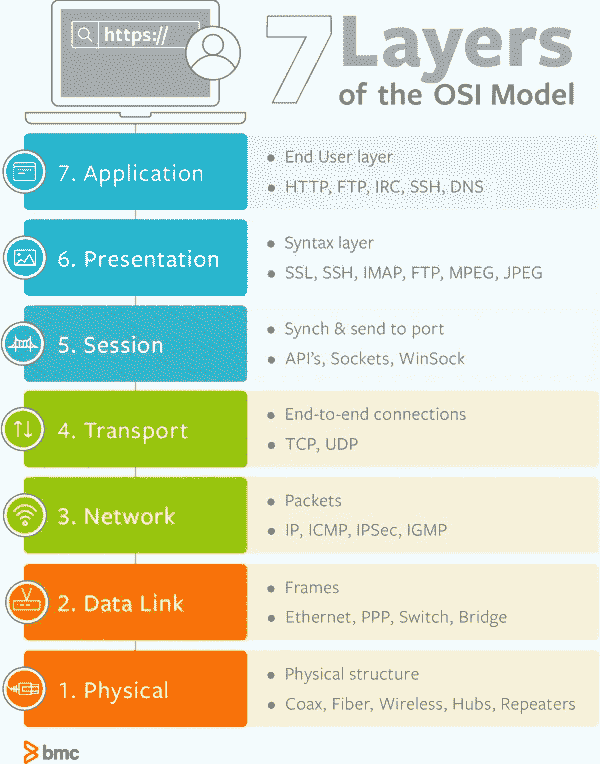 https://
7 Layers
of the OSI Model
7. Application
• End User layer
• HTTP, FTP, IRC, SSH, DNS
6. Presentation
• Syntax layer
• SSL, SSH, IMAP, FTP, MPEG, JPEG
5. Session
• Synch & send to port
• API's, Sockets, WinSock
4. Transport
• End-to-end connections
• TCP, UDP
3. Network
• Packets
• IP, ICMP, IPSec, IGMP
2. Data Link
• Frames
• Ethernet, PPP, Switch, Bridge
1. Physical
• Physical structure
• Coax, Fiber, Wireless, Hubs, Repeaters
bmc